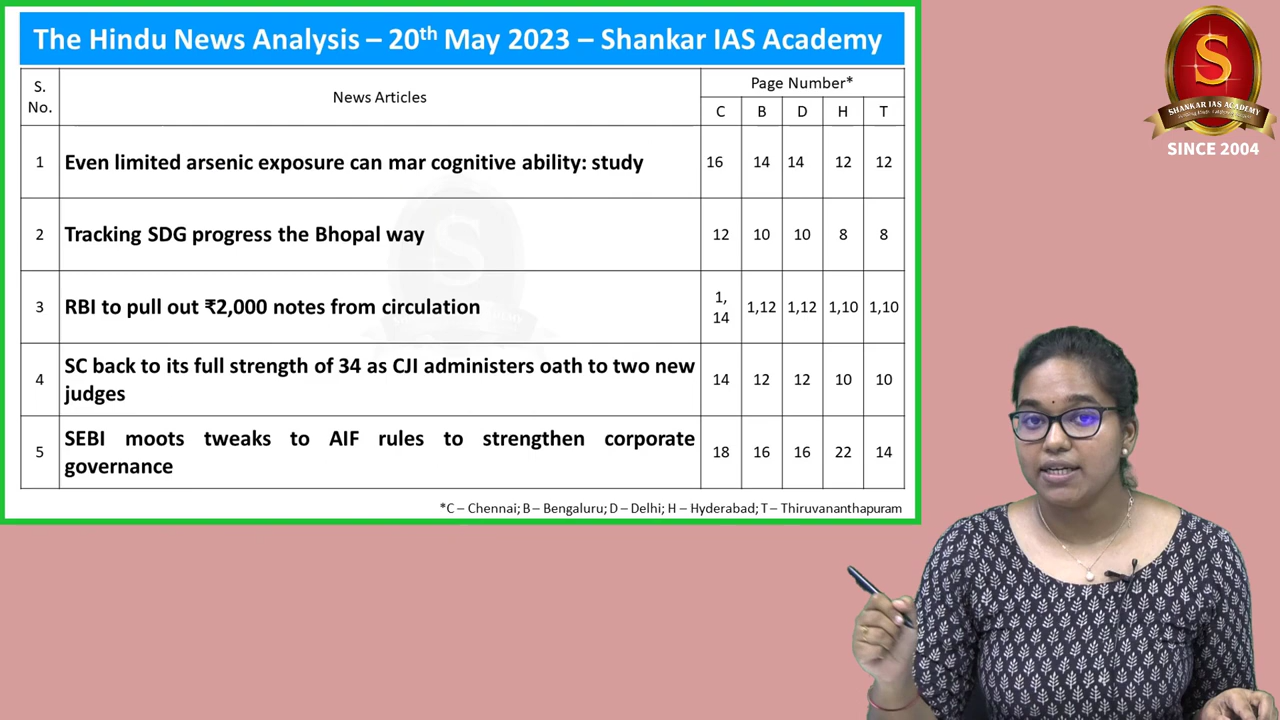 The Hindu News Analysis – 20th May 2023 – Shankar IAS Academy
S. No. News Articles Page Number*
C B D H T
1 Even limited arsenic exposure can mar cognitive ability: study 16 14 14 12 12
2 Tracking SDG progress the Bhopal way 12 10 10 8 8
3 RBI to pull out ₹2,000 notes from circulation 1, 14 1,12 1,12 1,10 1,10
4 SC back to its full strength of 34 as CJI administers oath to two new
judges 14 12 12 10 10
5 SEBI moots tweaks to AIF rules to strengthen corporate
governance 18 16 16 22 14
*C – Chennai; B – Bengaluru; D – Delhi; H – Hyderabad; T – Thiruvananthapuram
S
SHANKAR IAS ACADEMY
SINCE 2004